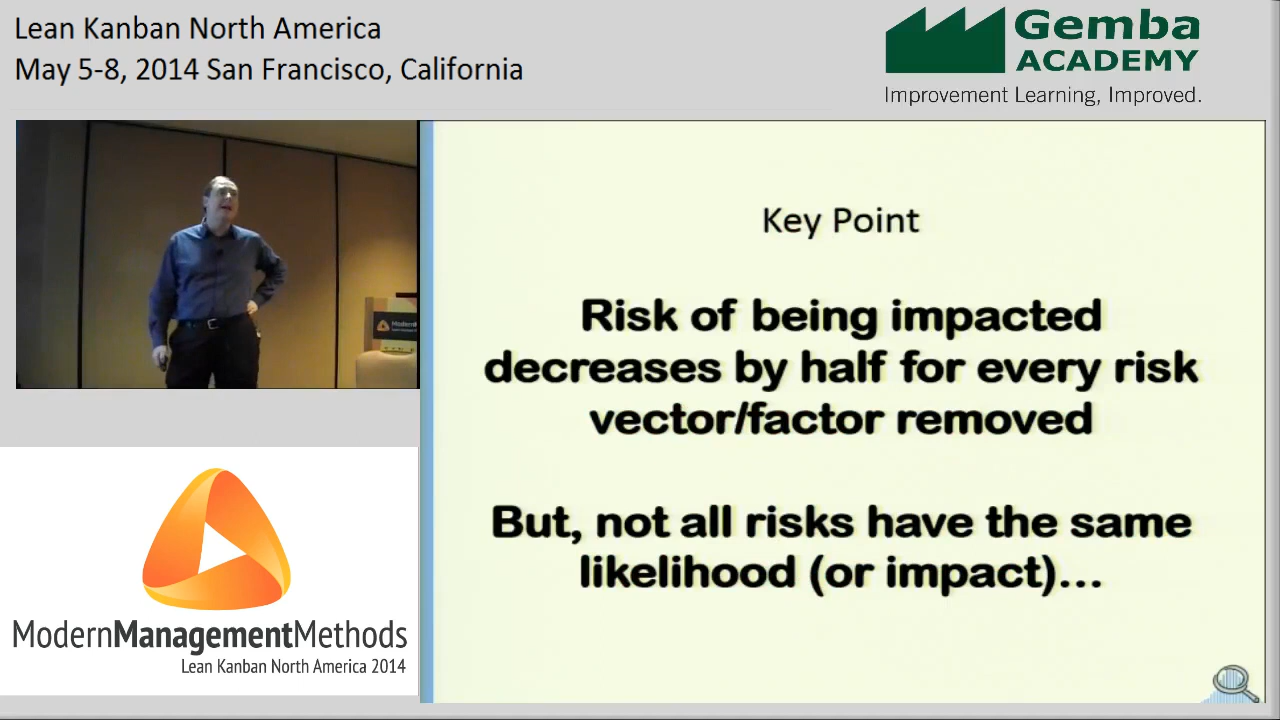 Lean Kanban North America
May 5-8, 2014 San Francisco, California
Gemba
ACADEMY
Improvement Learning, Improved.
Key Point
Risk of being impacted
decreases by half for every risk
vector/factor removed
But, not all risks have the same
likelihood (or impact)...
ModernManagementMethods
Lean Kanban North America 2014